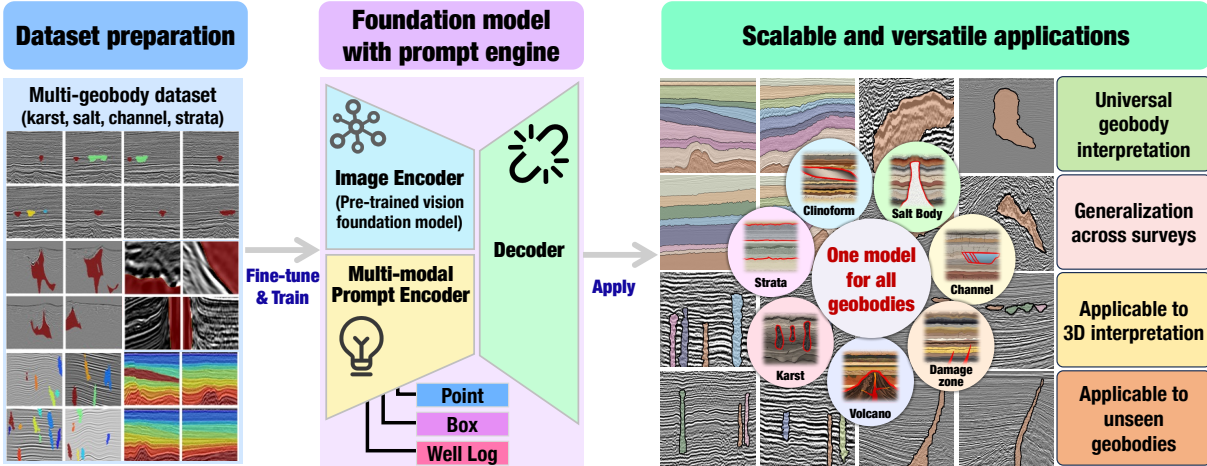 Dataset preparation
Multi-geobody dataset
(karst, salt, channel, strata)
Fine-tune
& Train
Foundation model
with prompt engine
Image Encoder
(Pre-trained vision
foundation model)
Multi-modal
Prompt Encoder
Decoder
Point
Box
Well Log
Apply
Scalable and versatile applications
Clinoform
Salt Body
Strata
One model
for all
geobodies
Channel
Karst
Damage
zone
Volcano
Universal
geobody
interpretation
Generalization
across surveys
Applicable to
3D interpretation
Applicable to
unseen
geobodies